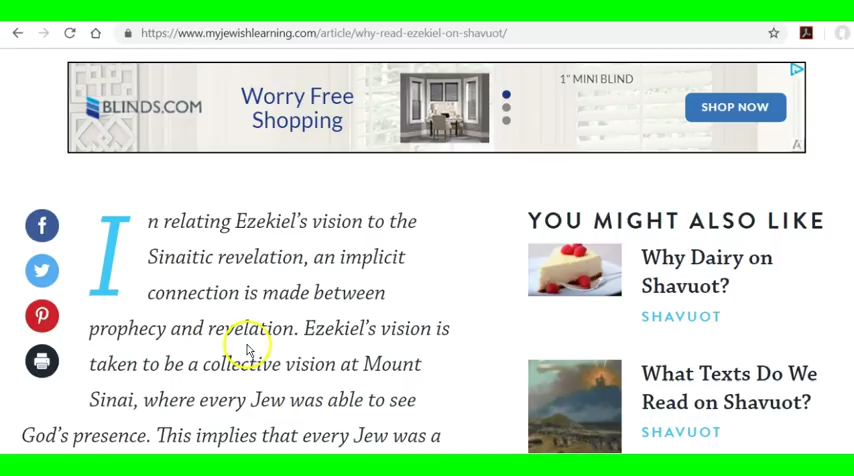 https://www.myjewishlearning.com/article/why-read-ezekiel-on-shavuot/
BLINDS.COM
Worry Free
Shopping
1" MINI BLIND
SHOP NOW
In relating Ezekiel's vision to the
Sinaitic revelation, an implicit
connection is made between
prophecy and revelation. Ezekiel's vision is
taken to be a collective vision at Mount
Sinai, where every Jew was able to see
God's presence. This implies that every Jew was a
YOU MIGHT ALSO LIKE
Why Dairy on
Shavuot?
SHAVUOT
What Texts Do We
Read on Shavuot?
SHAVUOT